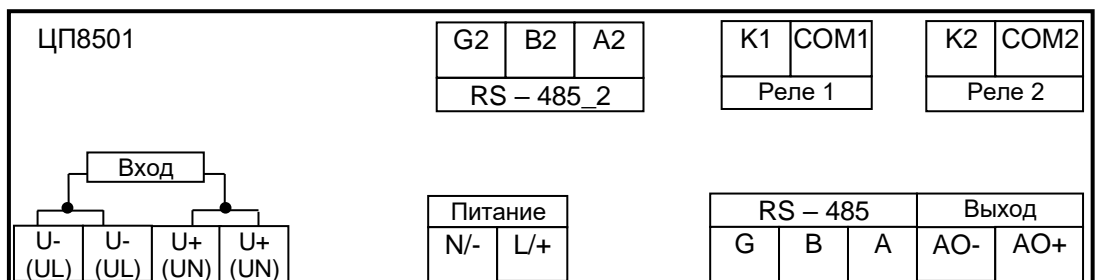 ЦП8501
G2 B2 A2
RS – 485_2
K1 COM1
Реле 1
K2 COM2
Реле 2
Вход
U- U- U+ U+
(UL) (UL) (UN) (UN)
Питание
N/- L/+
RS – 485
G B A
Выход
AO- AO+